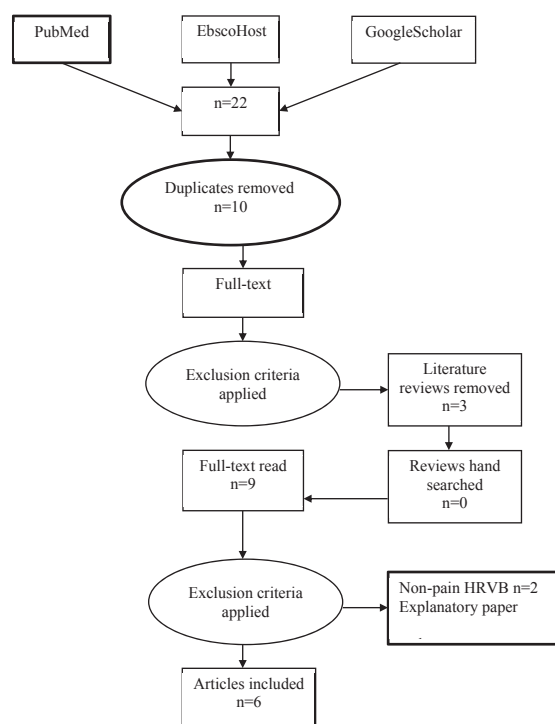 PubMed
EbscoHost
GoogleScholar
n=22
Duplicates removed
n=10
Full-text
Exclusion criteria
applied
Literature
reviews removed
n=3
Full-text read
n=9
Reviews hand
searched
n=0
Exclusion criteria
applied
Non-pain HRVB n=2
Explanatory paper
Articles included
n=6